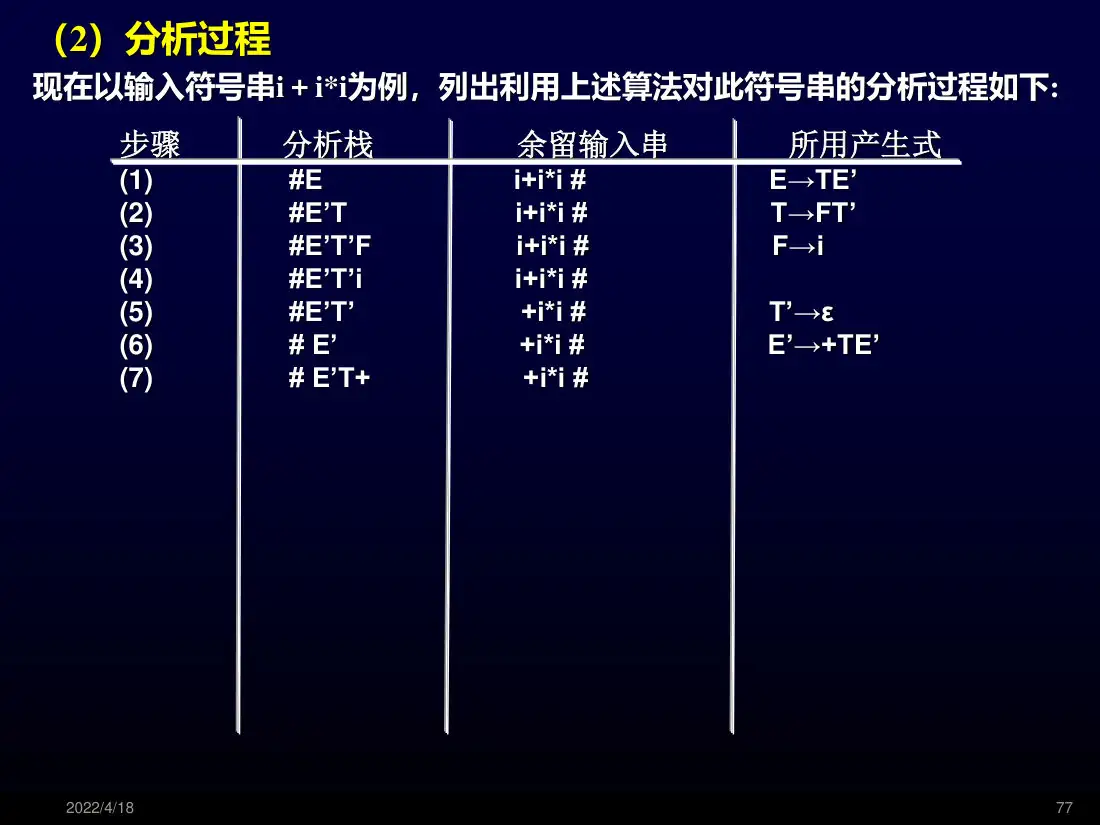 （2）分析过程
现在以输入符号串i + i*i为例，列出利用上述算法对此符号串的分析过程如下：
步骤 分析栈 余留输入串 所用产生式
(1) #E i+i*i # E→TE’
(2) #E’T i+i*i # T→FT’
(3) #E’T’F i+i*i # F→i
(4) #E’T’i i+i*i #
(5) #E’T’ +i*i # T’→ε
(6) # E’ +i*i # E’→+TE’
(7) # E’T+ +i*i #
2022/4/18 77